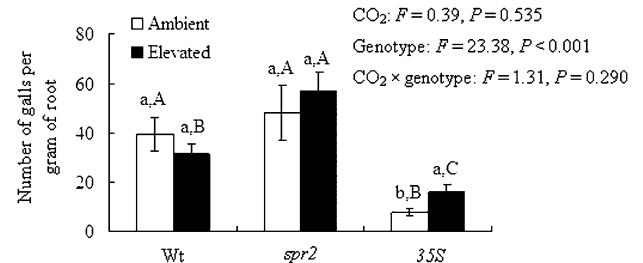 Ambient
Elevated
CO2: F = 0.39, P = 0.535
Genotype: F = 23.38, P < 0.001
CO2 × genotype: F = 1.31, P = 0.290
Number of galls per
gram of root
80
60
40
20
0
a,A
a,B
a,A
a,A
b,B
a,C
Wt
spr2
35S